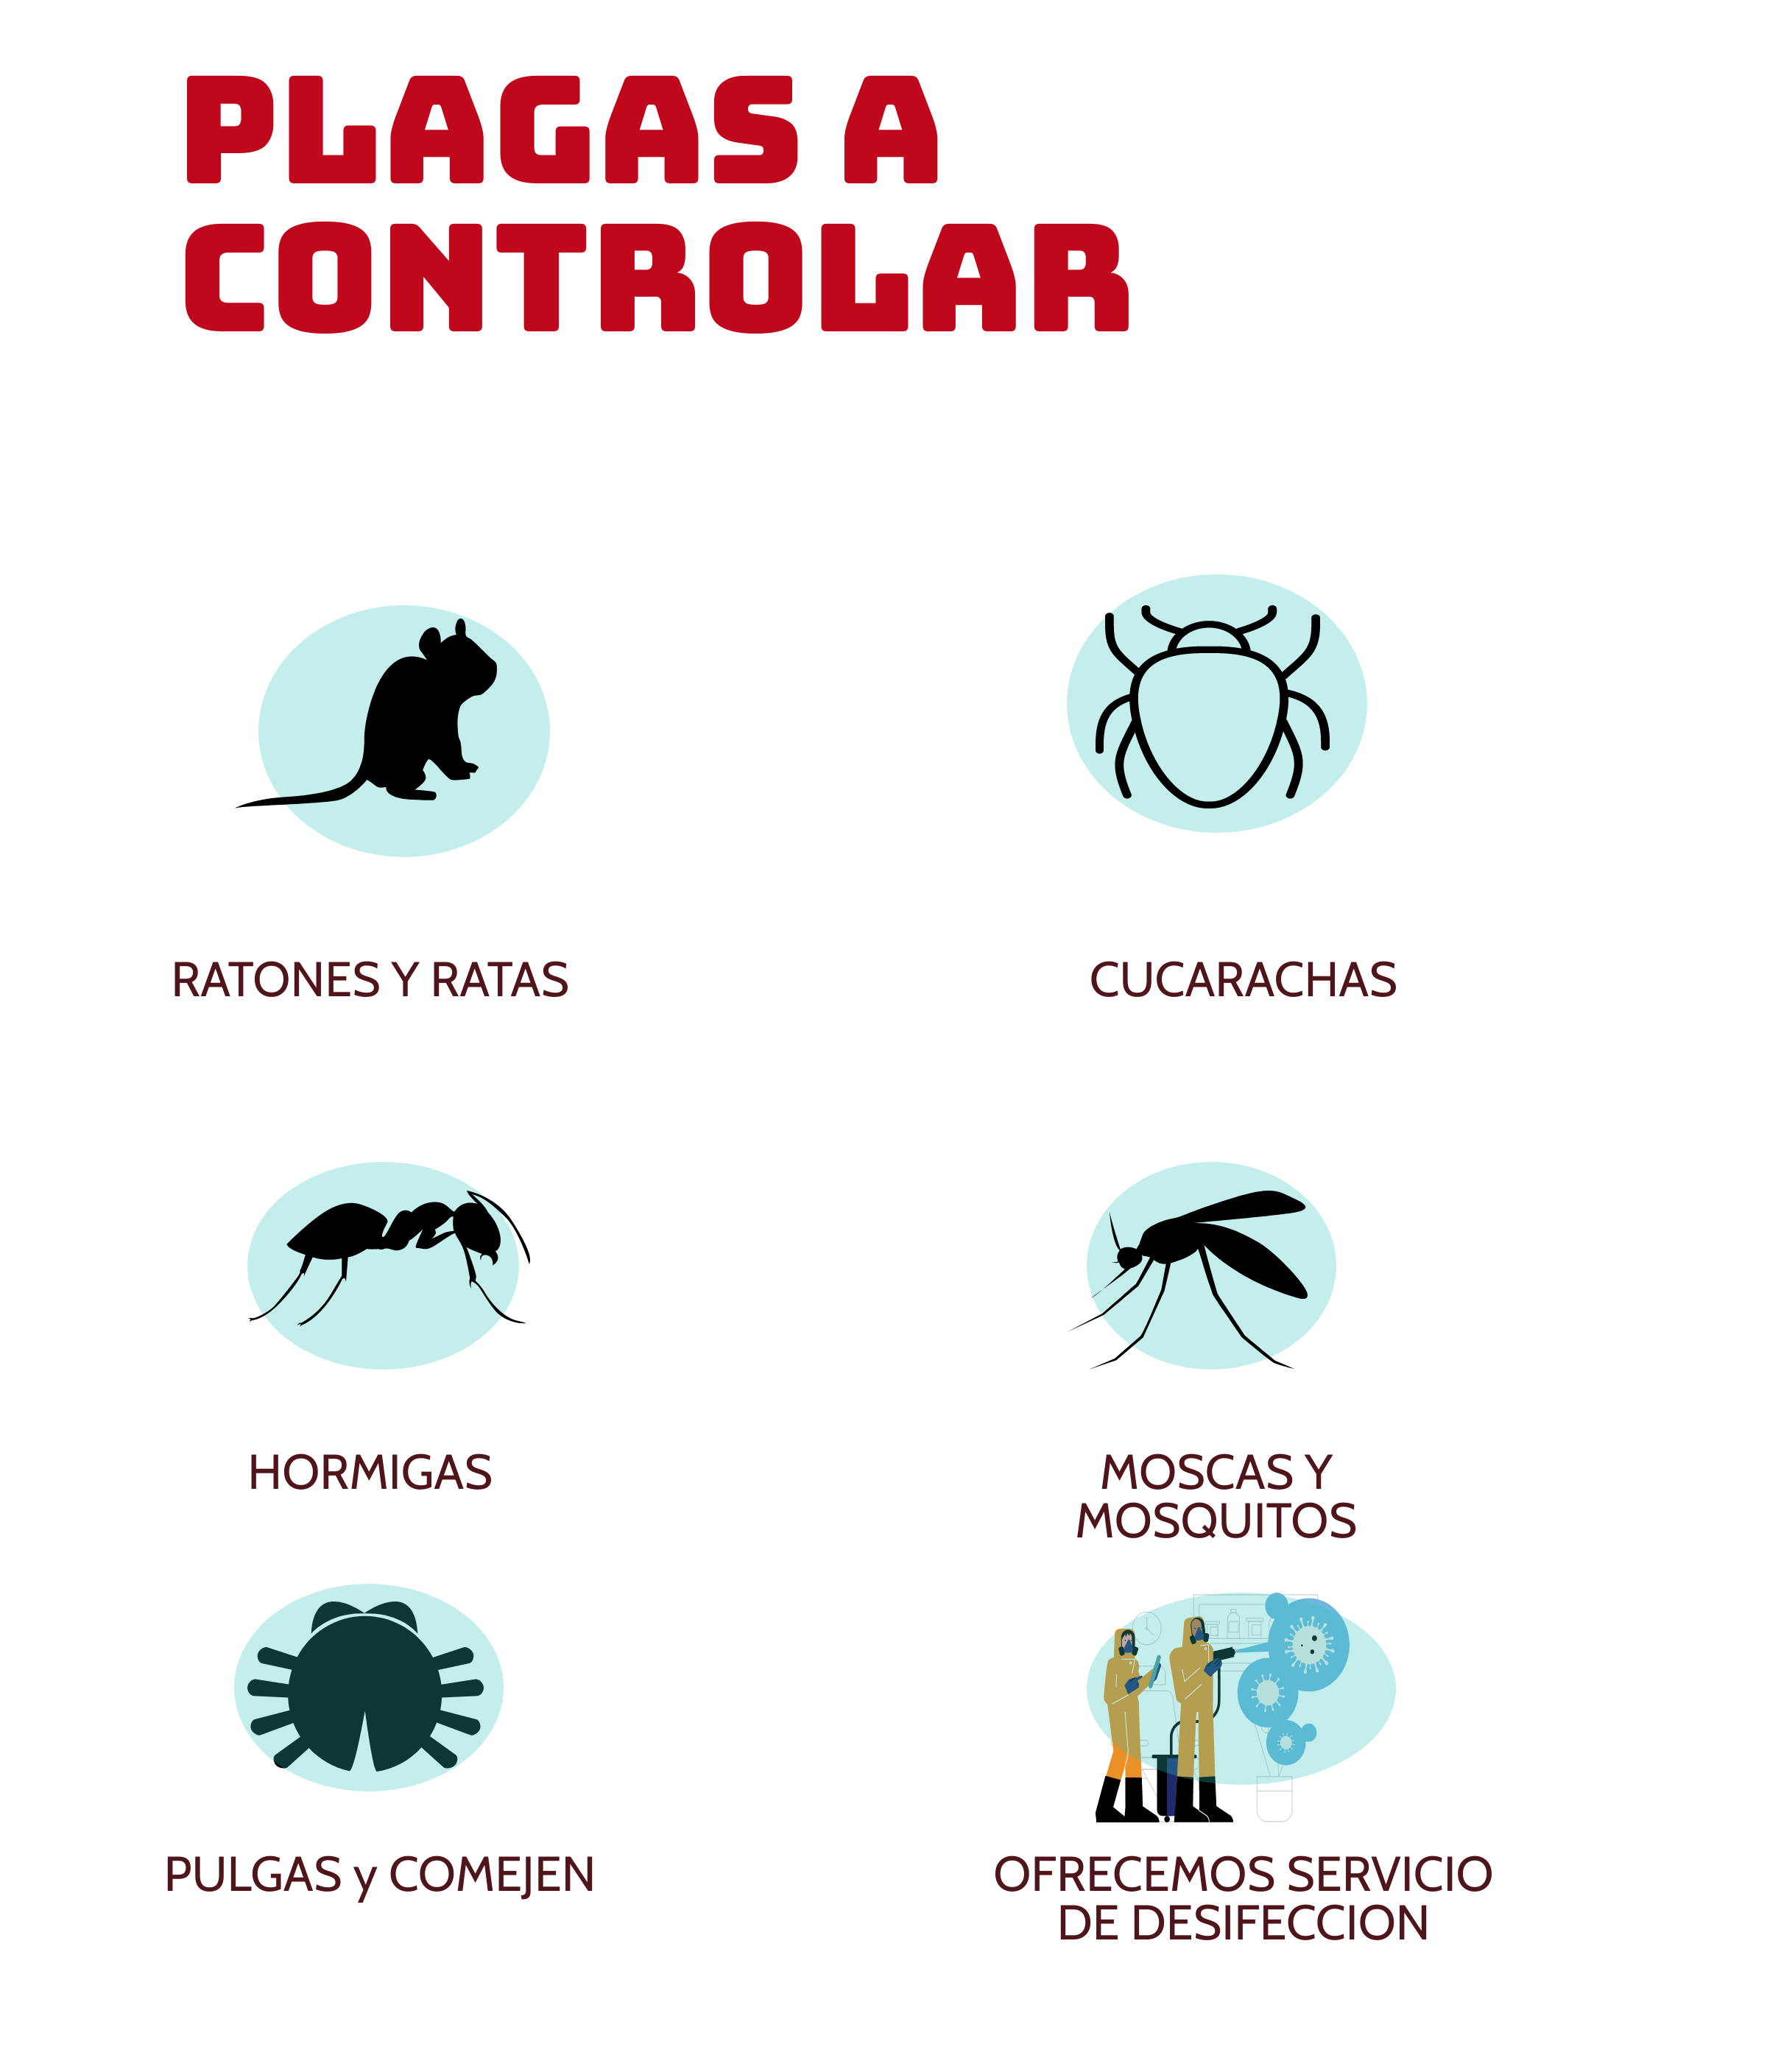 PLAGAS A
CONTROLAR
RATONES Y RATAS
CUCARACHAS
HORMIGAS
MOSCAS Y
MOSQUITOS
PULGAS y COMEJEN
OFRECEMOS SERVICIO
DE DESIFECCION